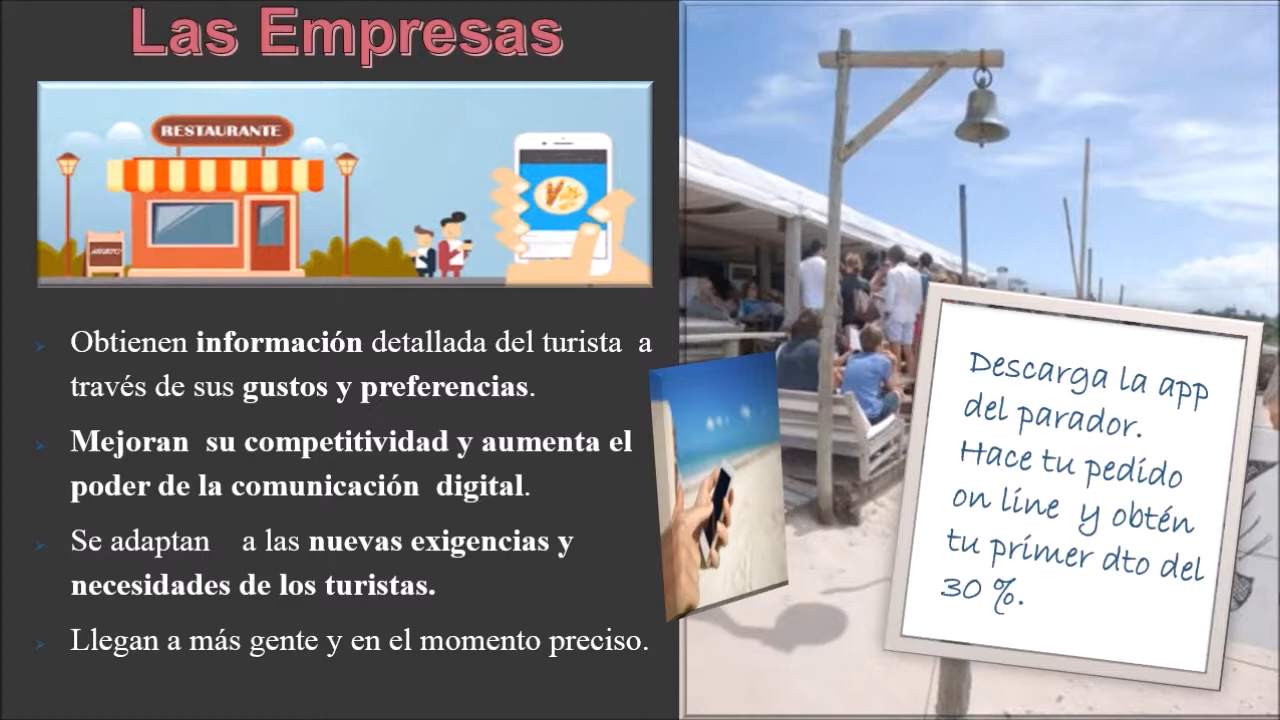 Las Empresas
RESTAURANTE
ABIERTO
Obtienen información detallada del turista a
través de sus gustos y preferencias.
Mejoran su competitividad y aumenta el
poder de la comunicación digital.
Se adaptan a las nuevas exigencias y
necesidades de los turistas.
Llegan a más gente y en el momento preciso.
Descarga la app
del parador.
Hace tu pedido
on line y obtén
tu primer dto del
30 %.